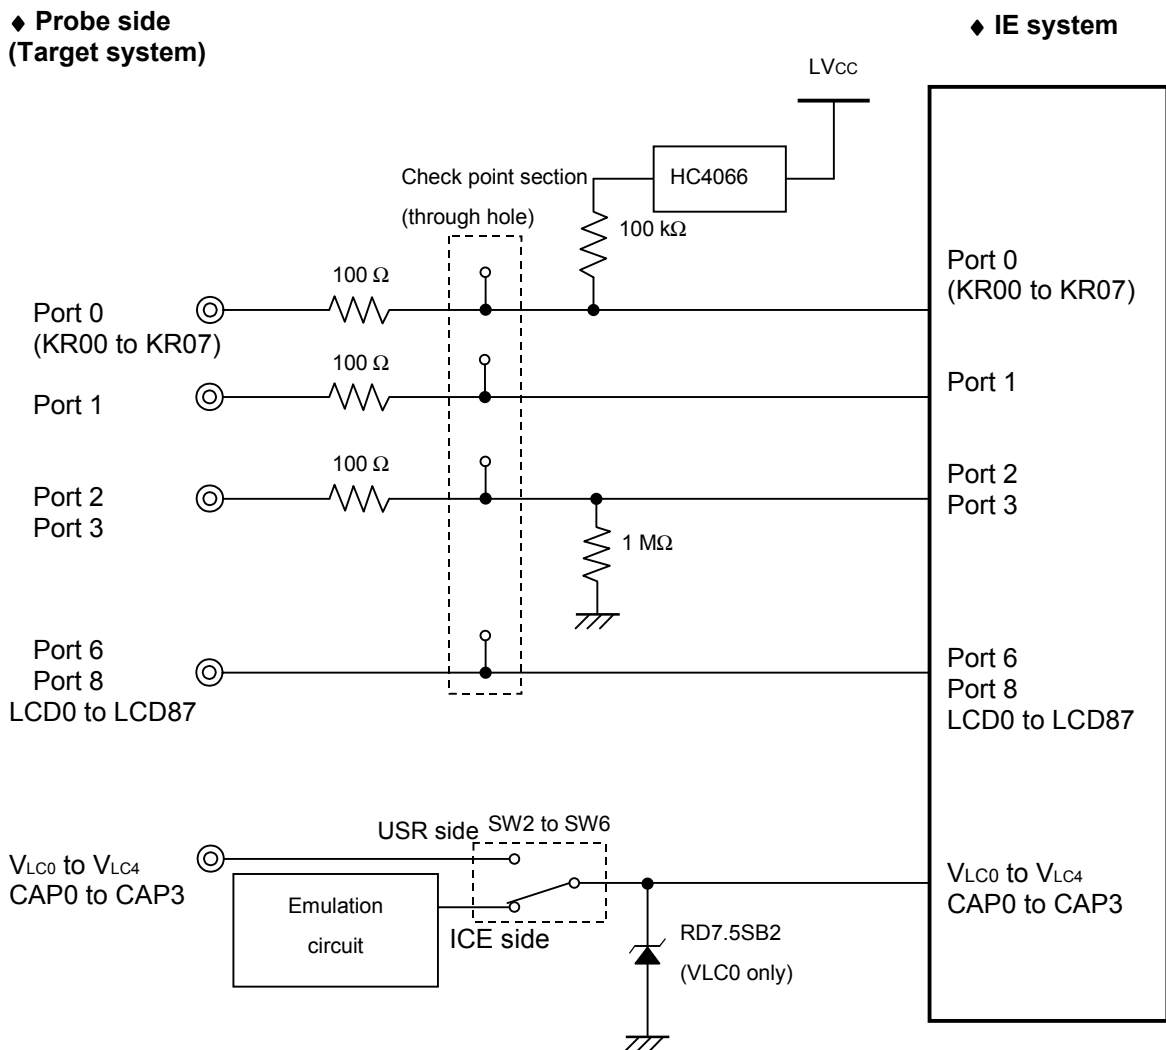 ♦ Probe side
(Target system)
♦ IE system
LVCC
Check point section
(through hole)
HC4066
100 kΩ
100 Ω
Port 0
(KR00 to KR07)
Port 0
(KR00 to KR07)
100 Ω
Port 1
Port 1
100 Ω
Port 2
Port 3
Port 2
Port 3
1 MΩ
Port 6
Port 8
LCD0 to LCD87
Port 6
Port 8
LCD0 to LCD87
USR side
SW2 to SW6
VLC0 to VLC4
CAP0 to CAP3
Emulation
circuit
ICE side
RD7.5SB2
(VLC0 only)
VLC0 to VLC4
CAP0 to CAP3